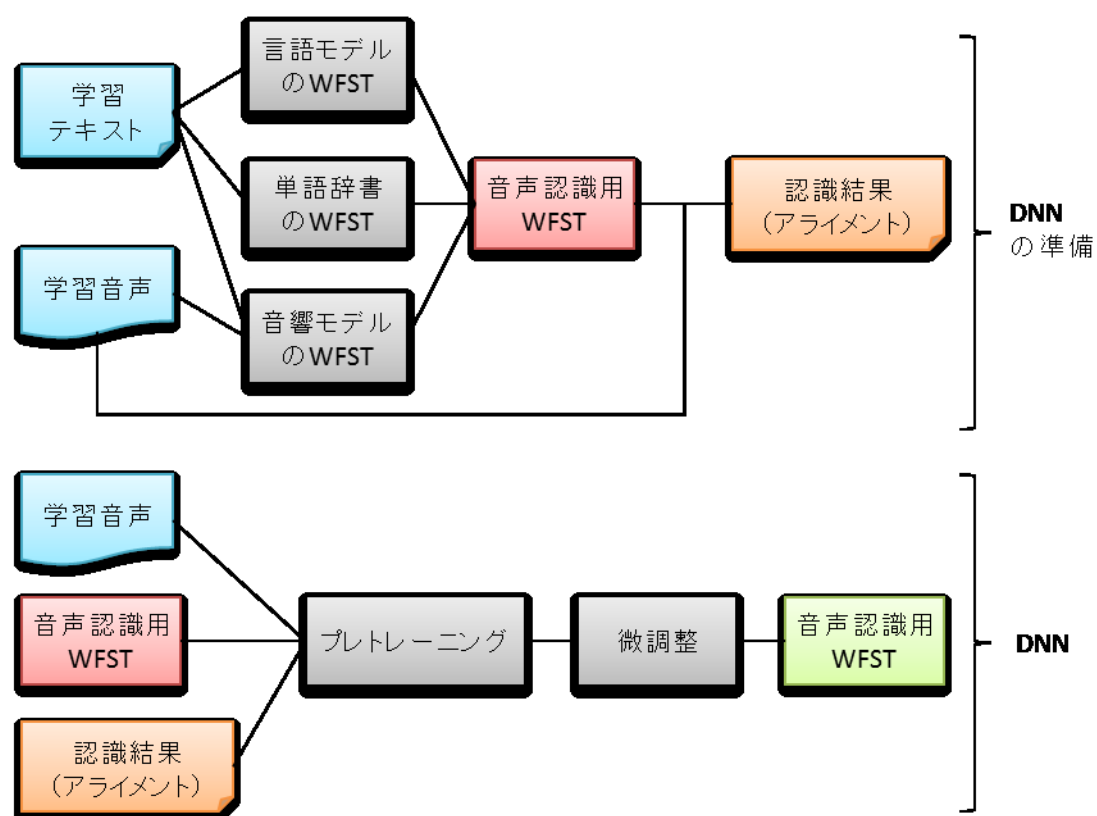 学習
テキスト
言語モデル
のWFST
単語辞書
のWFST
音声認識用
WFST
認識結果
（アライメント）
DNN
の準備
学習音声
音響モデル
のWFST
学習音声
音声認識用
WFST
プレトレーニング
微調整
音声認識用
WFST
DNN
認識結果
（アライメント）